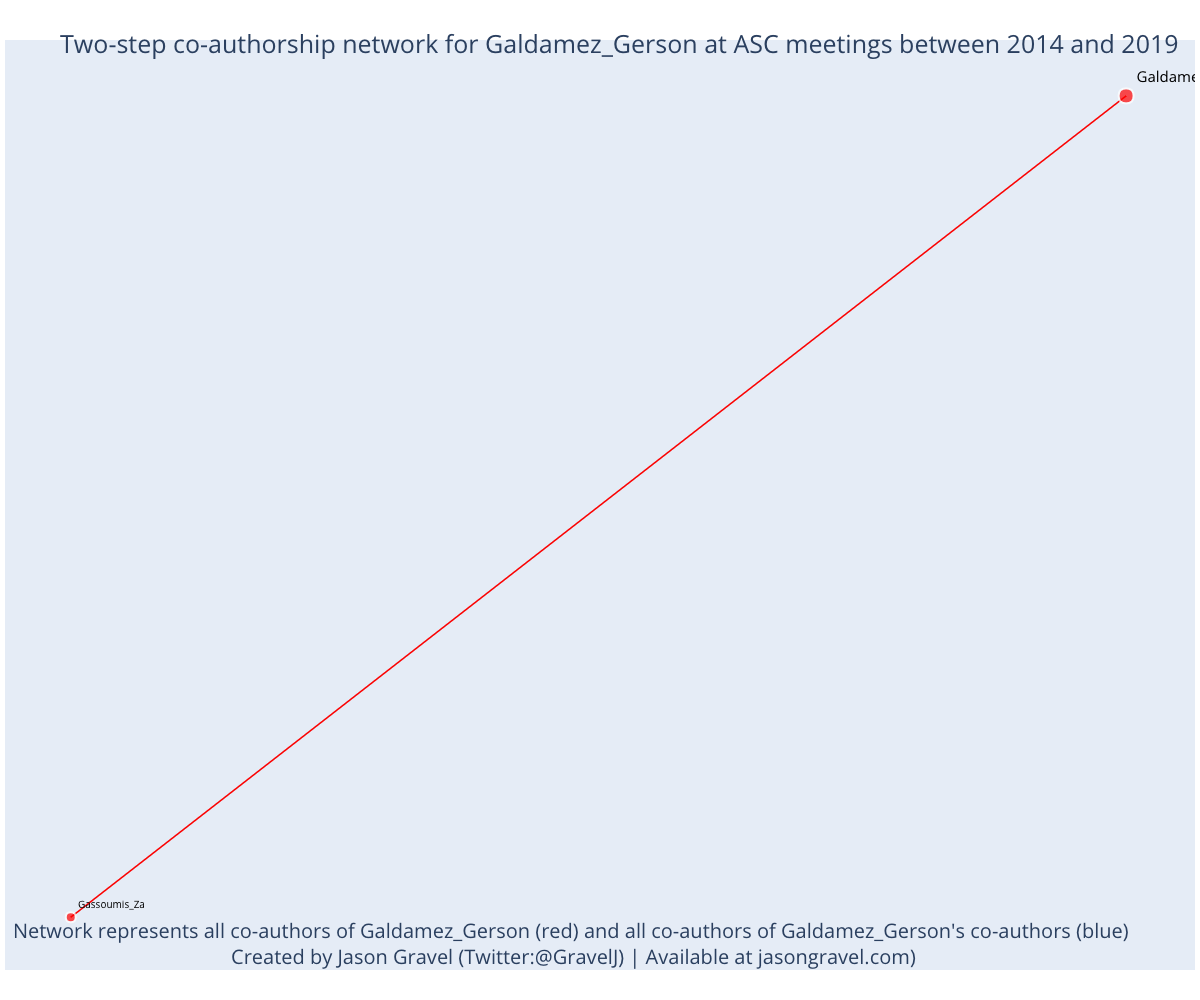 Two-step co-authorship network for Galdamez_Gerson at ASC meetings between 2014 and 2019
Galdame
Gassoumis_Za
Network represents all co-authors of Galdamez_Gerson (red) and all co-authors of Galdamez_Gerson's co-authors (blue)
Created by Jason Gravel (Twitter:@GravelJ) | Available at jasongravel.com)